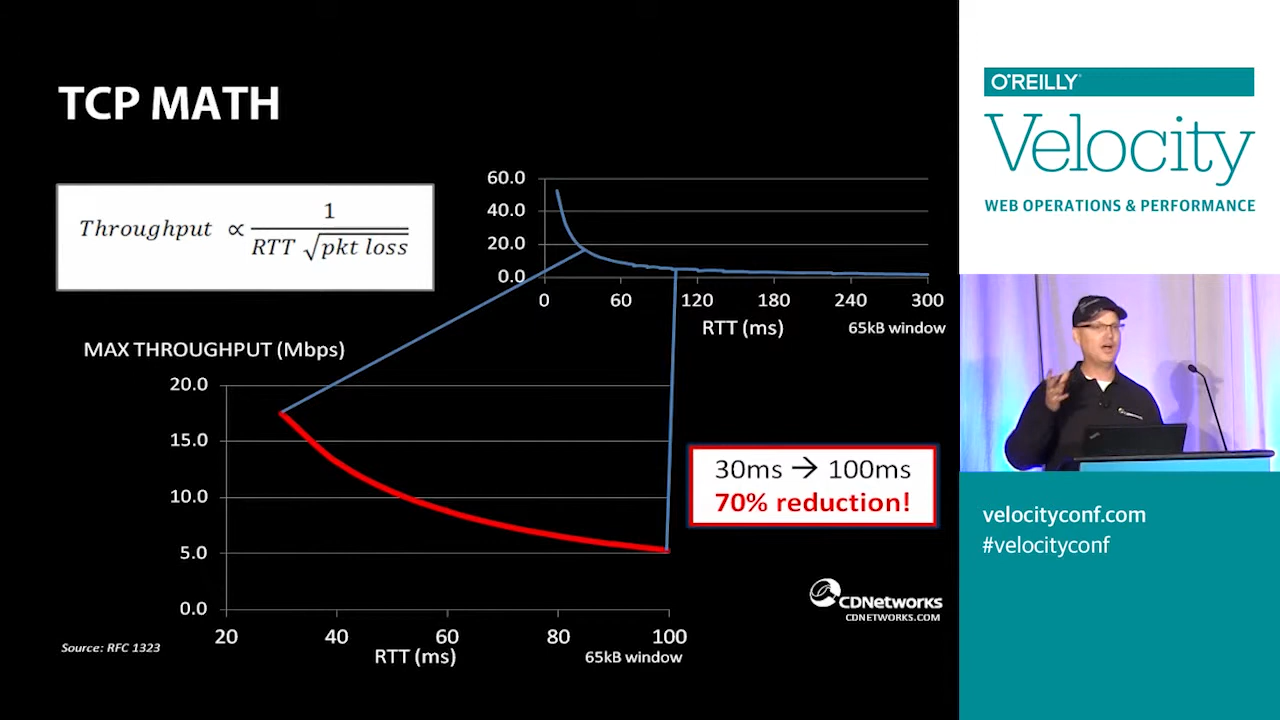 TCP MATH
Throughput ∝ 1 / RTT √pkt loss
60.0
40.0
20.0
0.0
0 60 120 180 240 300
RTT (ms) 65kB window
MAX THROUGHPUT (Mbps)
20.0
15.0
10.0
5.0
0.0
20 40 60 80 100
RTT (ms) 65kB window
30ms → 100ms
70% reduction!
CDNETWORKS
CDNETWORKS.COM
Source: RFC 1323
O'REILLY®
Velocity
WEB OPERATIONS & PERFORMANCE
velocityconf.com
#velocityconf